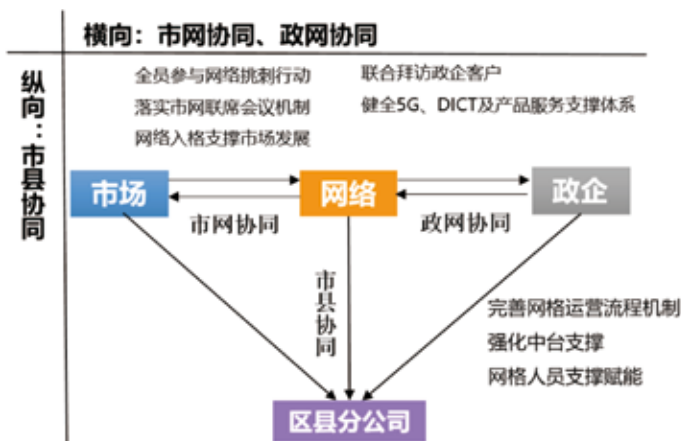 横向：市网协同、政网协同
纵向：市县协同
全员参与网络挑刺行动
落实市网联席会议机制
网络入格支撑市场发展
联合拜访政企客户
健全5G、DICT及产品服务支撑体系
市场
网络
政企
市网协同
政网协同
市县协同
完善网格运营流程机制
强化中台支撑
网格人员支撑赋能
区县分公司